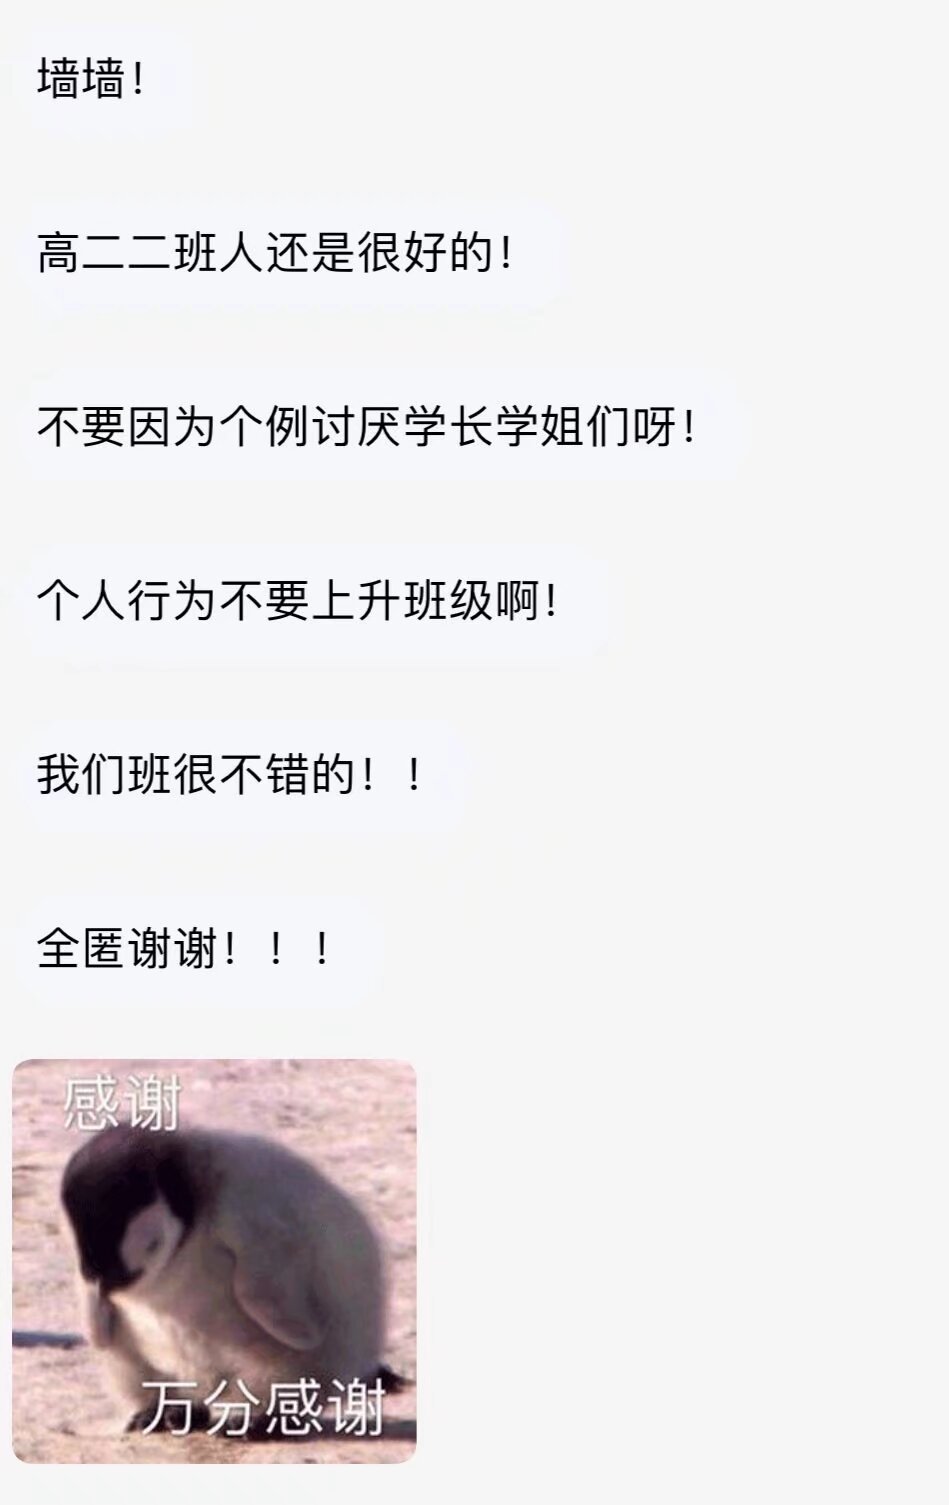 墙墙！
高二二班人还是很好的！
不要因为个例讨厌学长学姐们呀！
个人行为不要上升班级啊！
我们班很不错的！！
全匿谢谢！！！
感谢
万分感谢